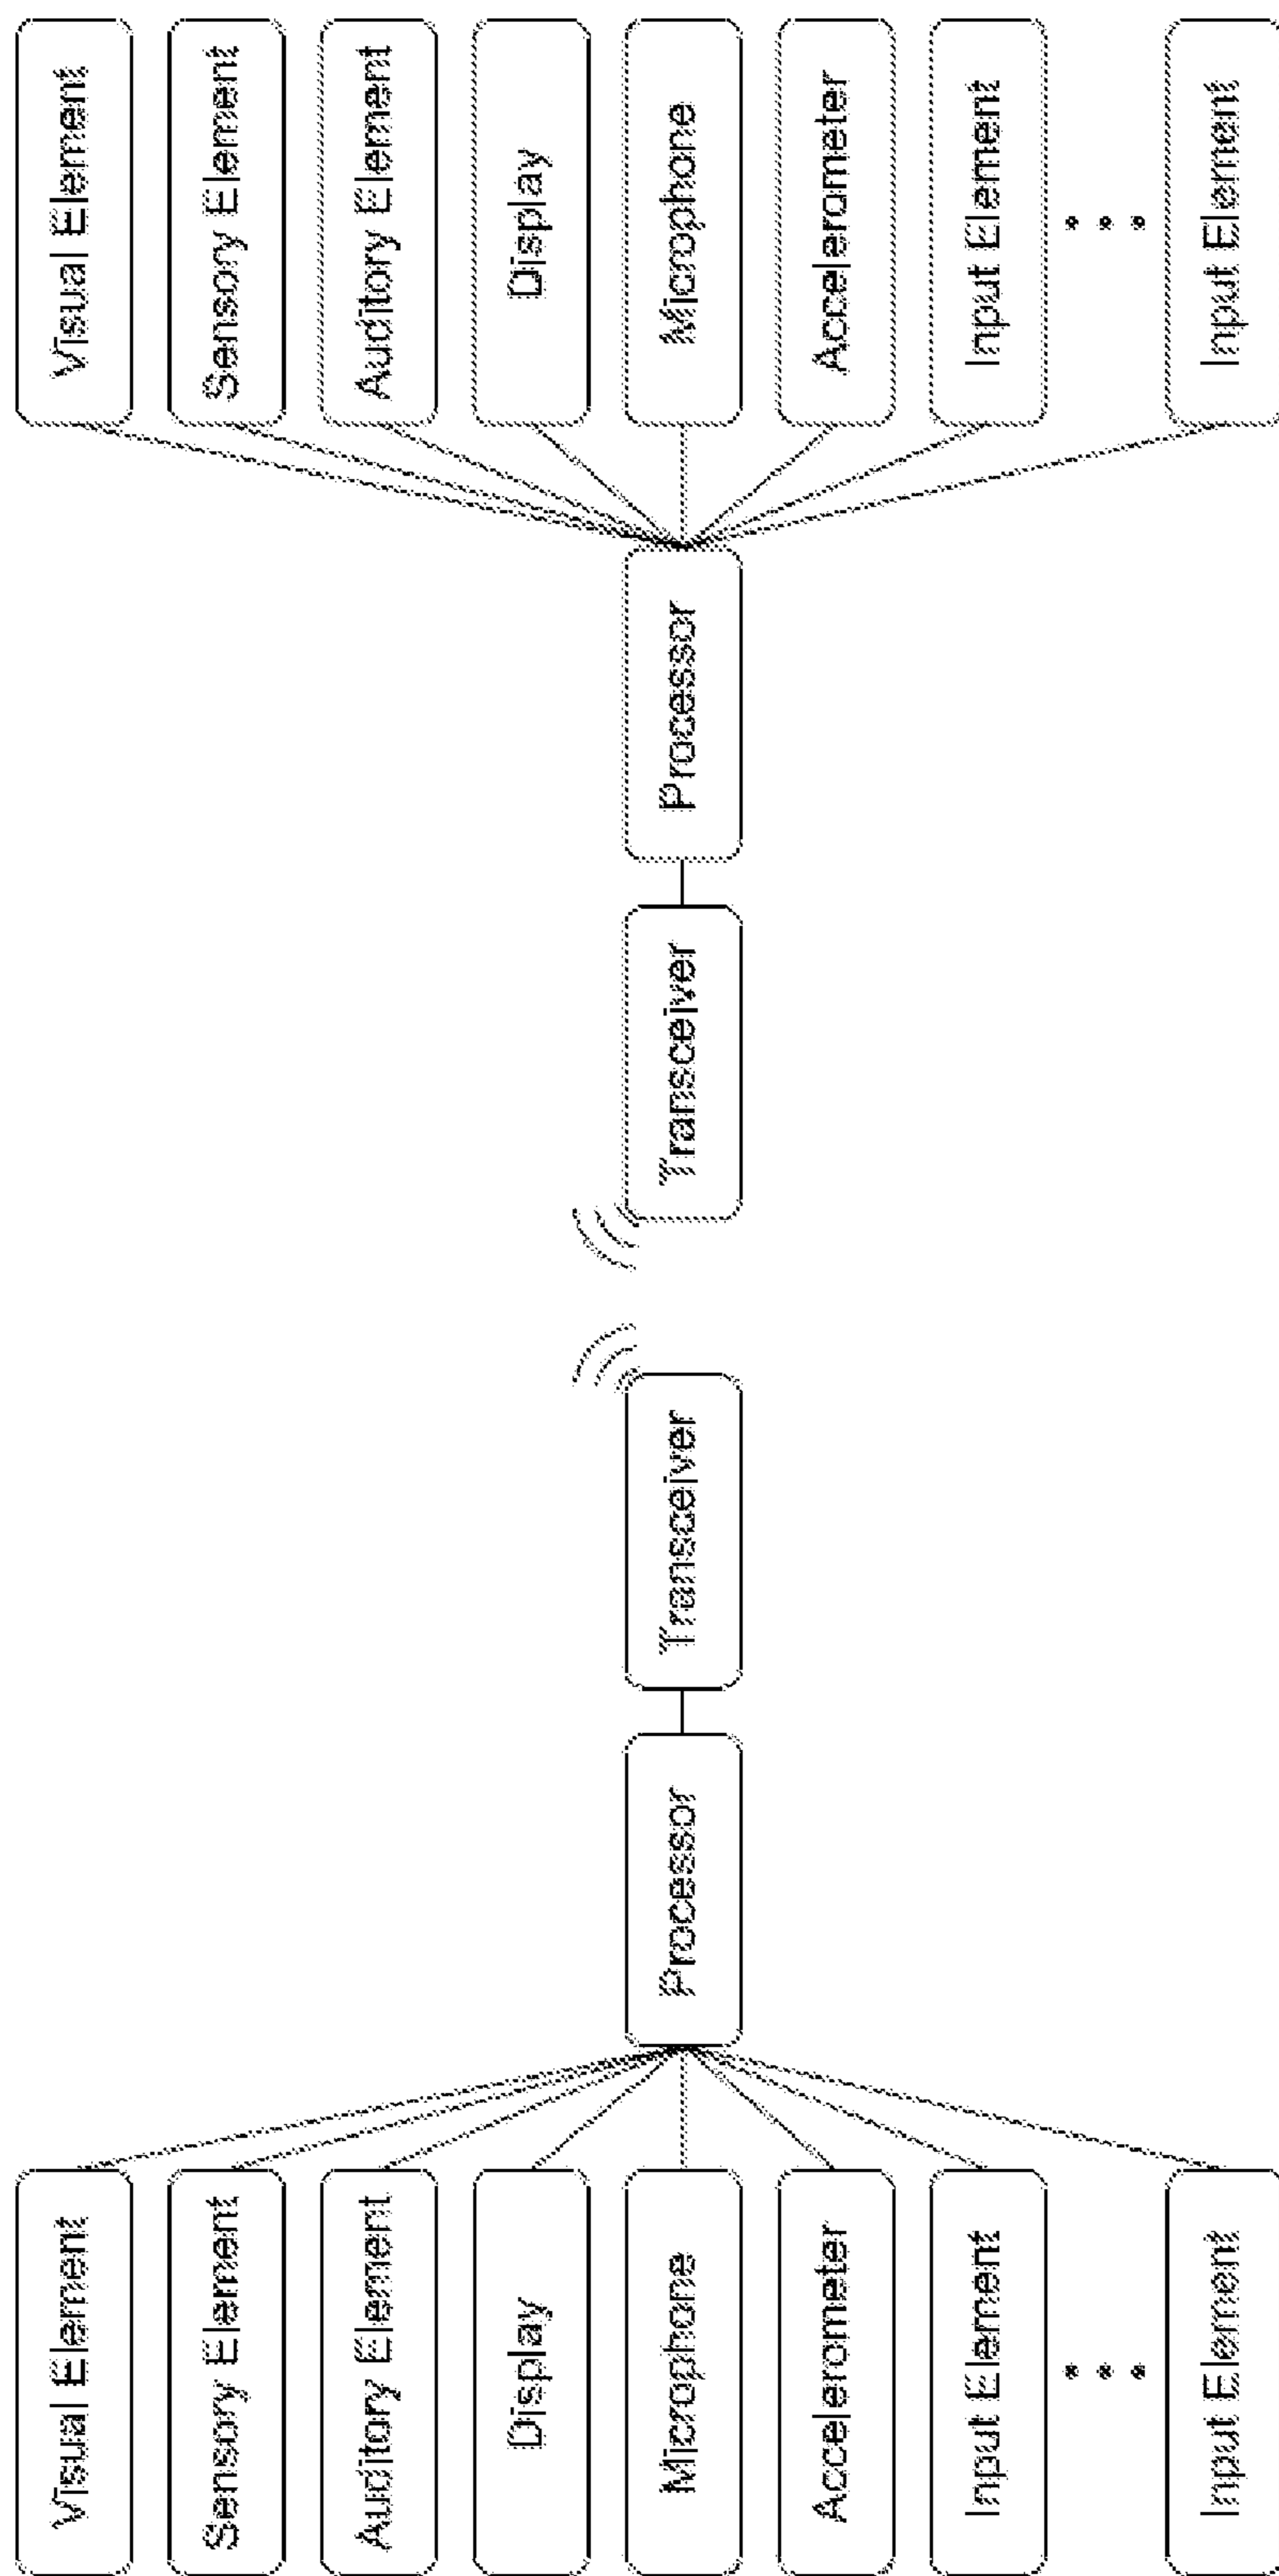 Visual Element
Sensory Element
Auditory Element
Display
Microphone
Accelerometer
Input Element
Input Element
Processor
Transceiver
Transceiver
Processor
Visual Element
Sensory Element
Auditory Element
Display
Microphone
Accelerometer
Input Element
Input Element